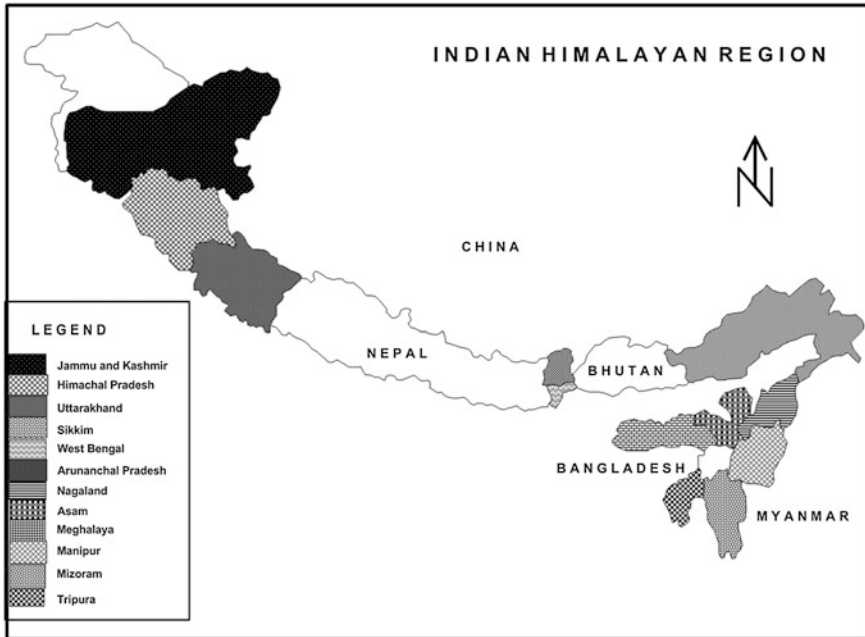 INDIAN HIMALAYAN REGION
N
CHINA
NEPAL
BHUTAN
BANGLADESH
MYANMAR
LEGEND
Jammu and Kashmir
Himachal Pradesh
Uttarakhand
Sikkim
West Bengal
Arunanchal Pradesh
Nagaland
Asam
Meghalaya
Manipur
Mizoram
Tripura